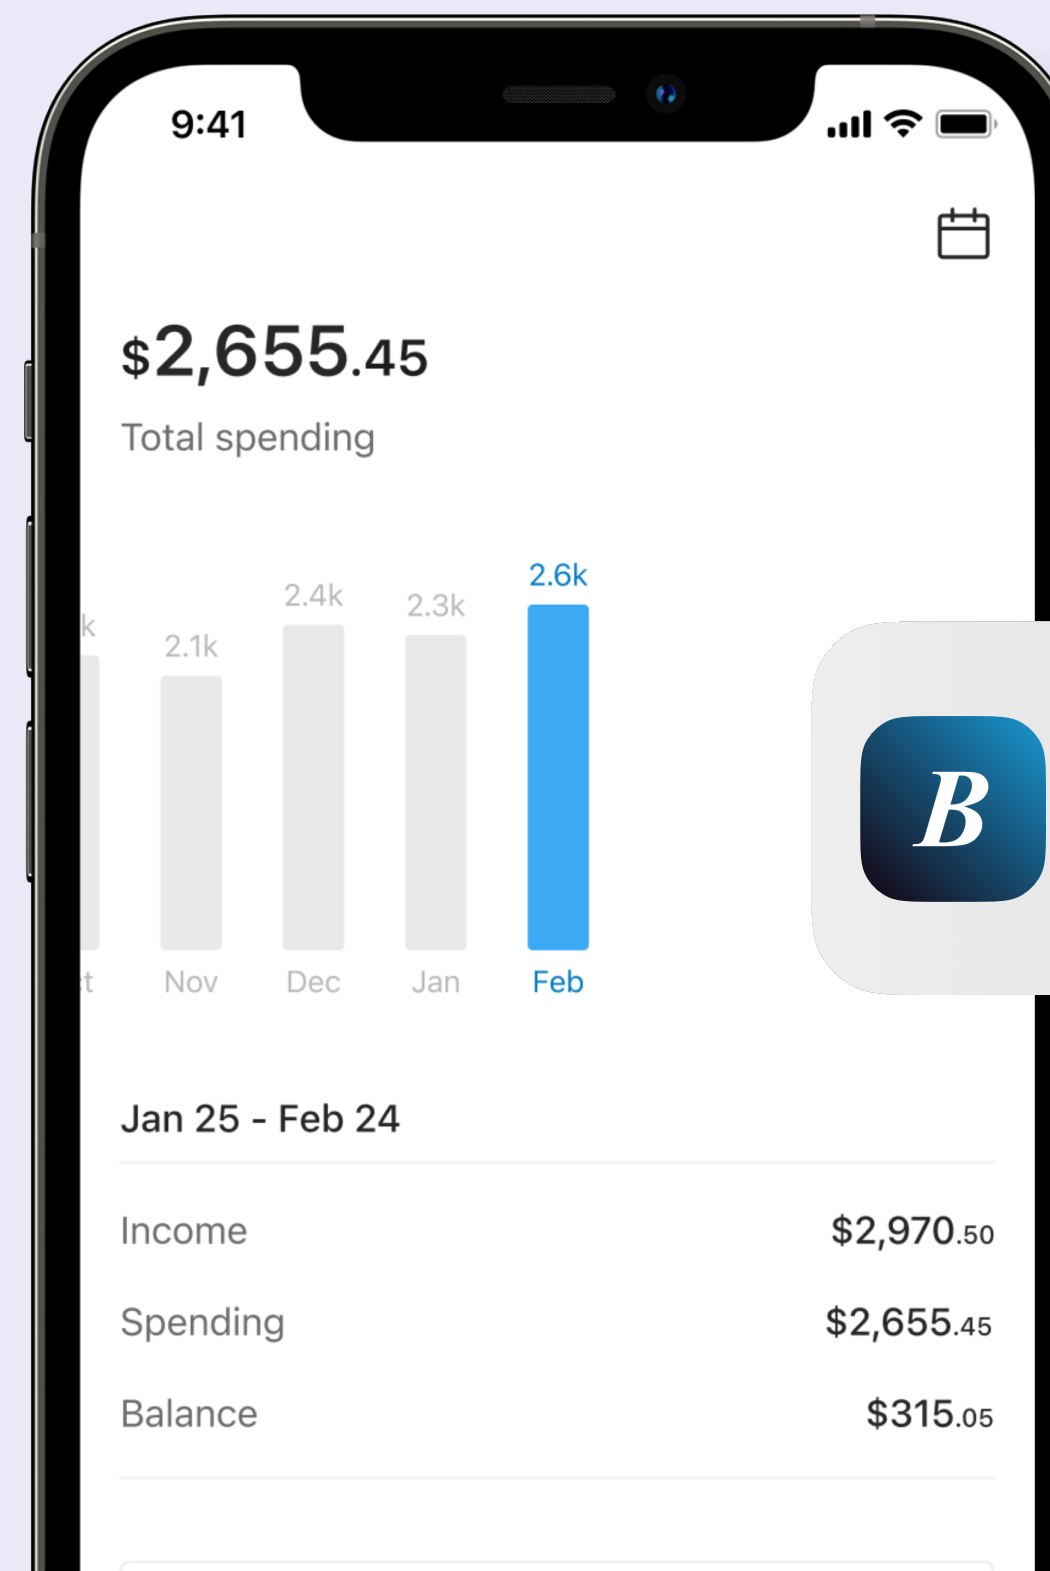 9:41
$2,655.45
Total spending
2.1k
2.4k
2.3k
2.6k
Nov
Dec
Jan
Feb
B
Jan 25 - Feb 24
Income $2,970.50
Spending $2,655.45
Balance $315.05